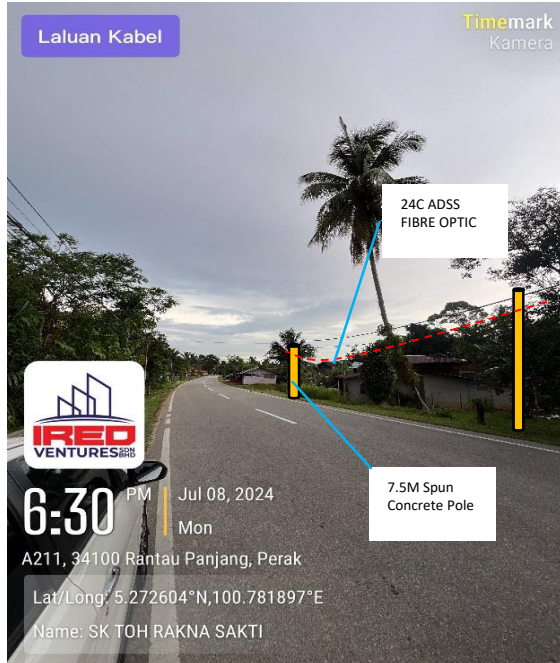 Laluan Kabel
Timemark
Kamera
24C ADSS
FIBRE OPTIC
IRED
VENTURES SDN BHD
7.5M Spun
Concrete Pole
6:30 PM
Jul 08, 2024
Mon
A211, 34100 Rantau Panjang, Perak
Lat/Long: 5.272604°N,100.781897°E
Name: SK TOH RAKNA SAKTI